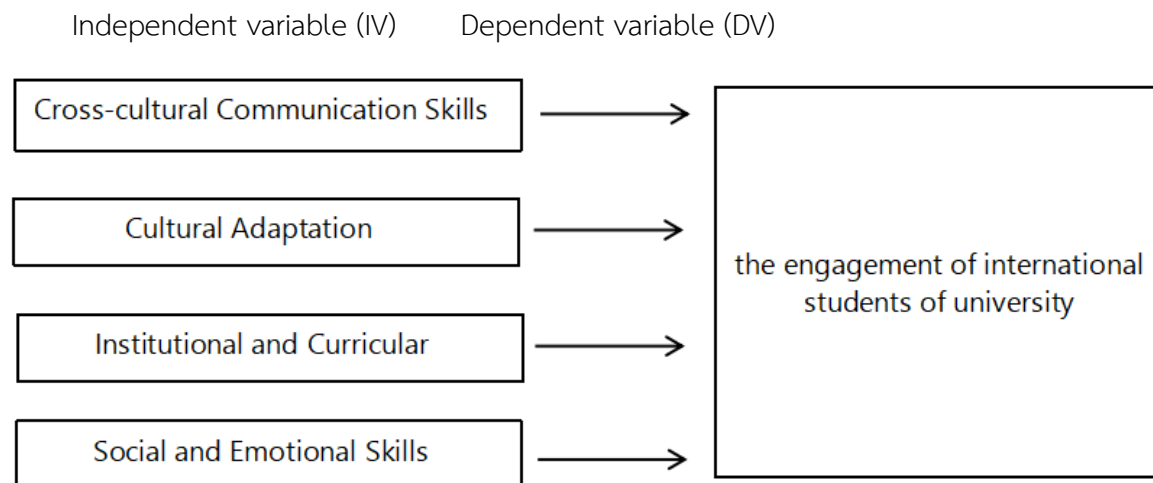 Independent variable (IV) Dependent variable (DV)
Cross-cultural Communication Skills
Cultural Adaptation
the engagement of international
students of university
Institutional and Curricular
Social and Emotional Skills